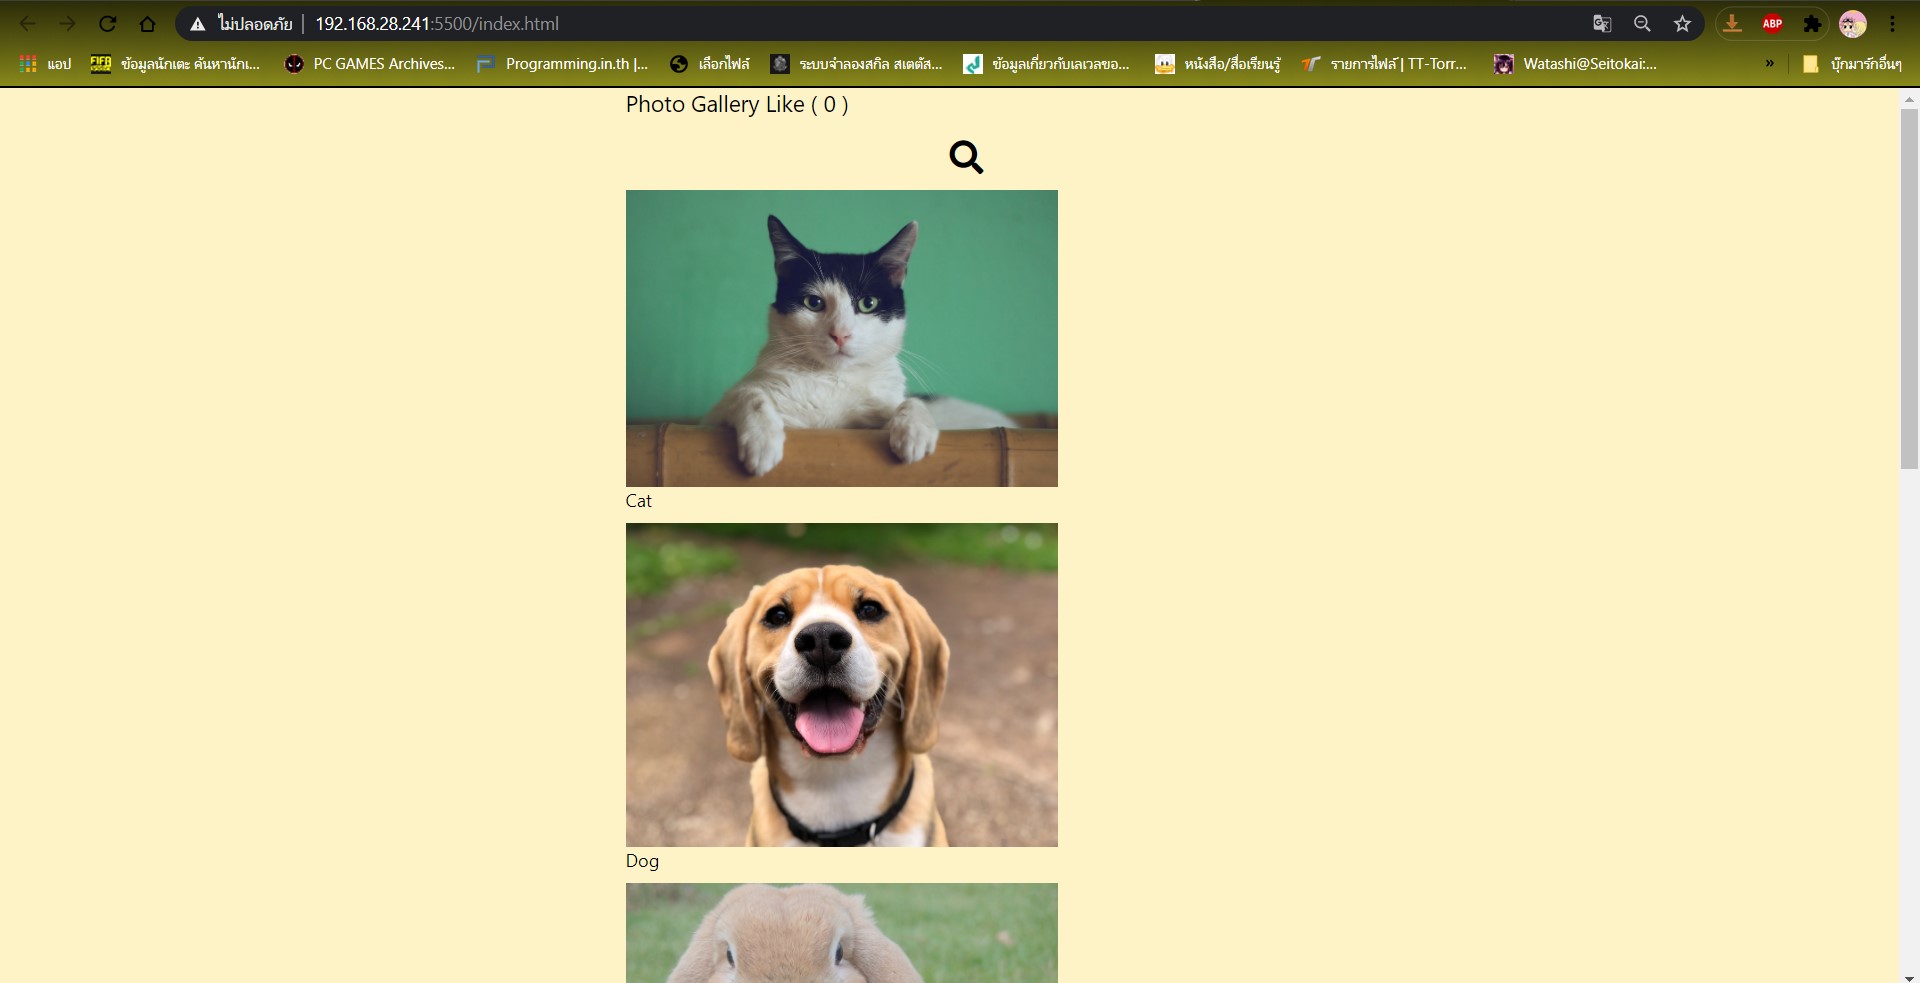 ไม่ปลอดภัย | 192.168.28.241:5500/index.html
ABP
แอป
FIFA
ข้อมูลนักเตะ ค้นหานักเ...
PC GAMES Archives...
Programming.in.th |...
เลือกไฟล์
ระบบจำลองสกิล สเตตัส...
ข้อมูลเกี่ยวกับเลเวลขอ...
หนังสือ/สื่อเรียนรู้
รายการไฟล์ | TT-Torr...
Watashi@Seitokai:...
»
บุ๊กมาร์กอื่นๆ
Photo Gallery Like ( 0 )
Cat
Dog